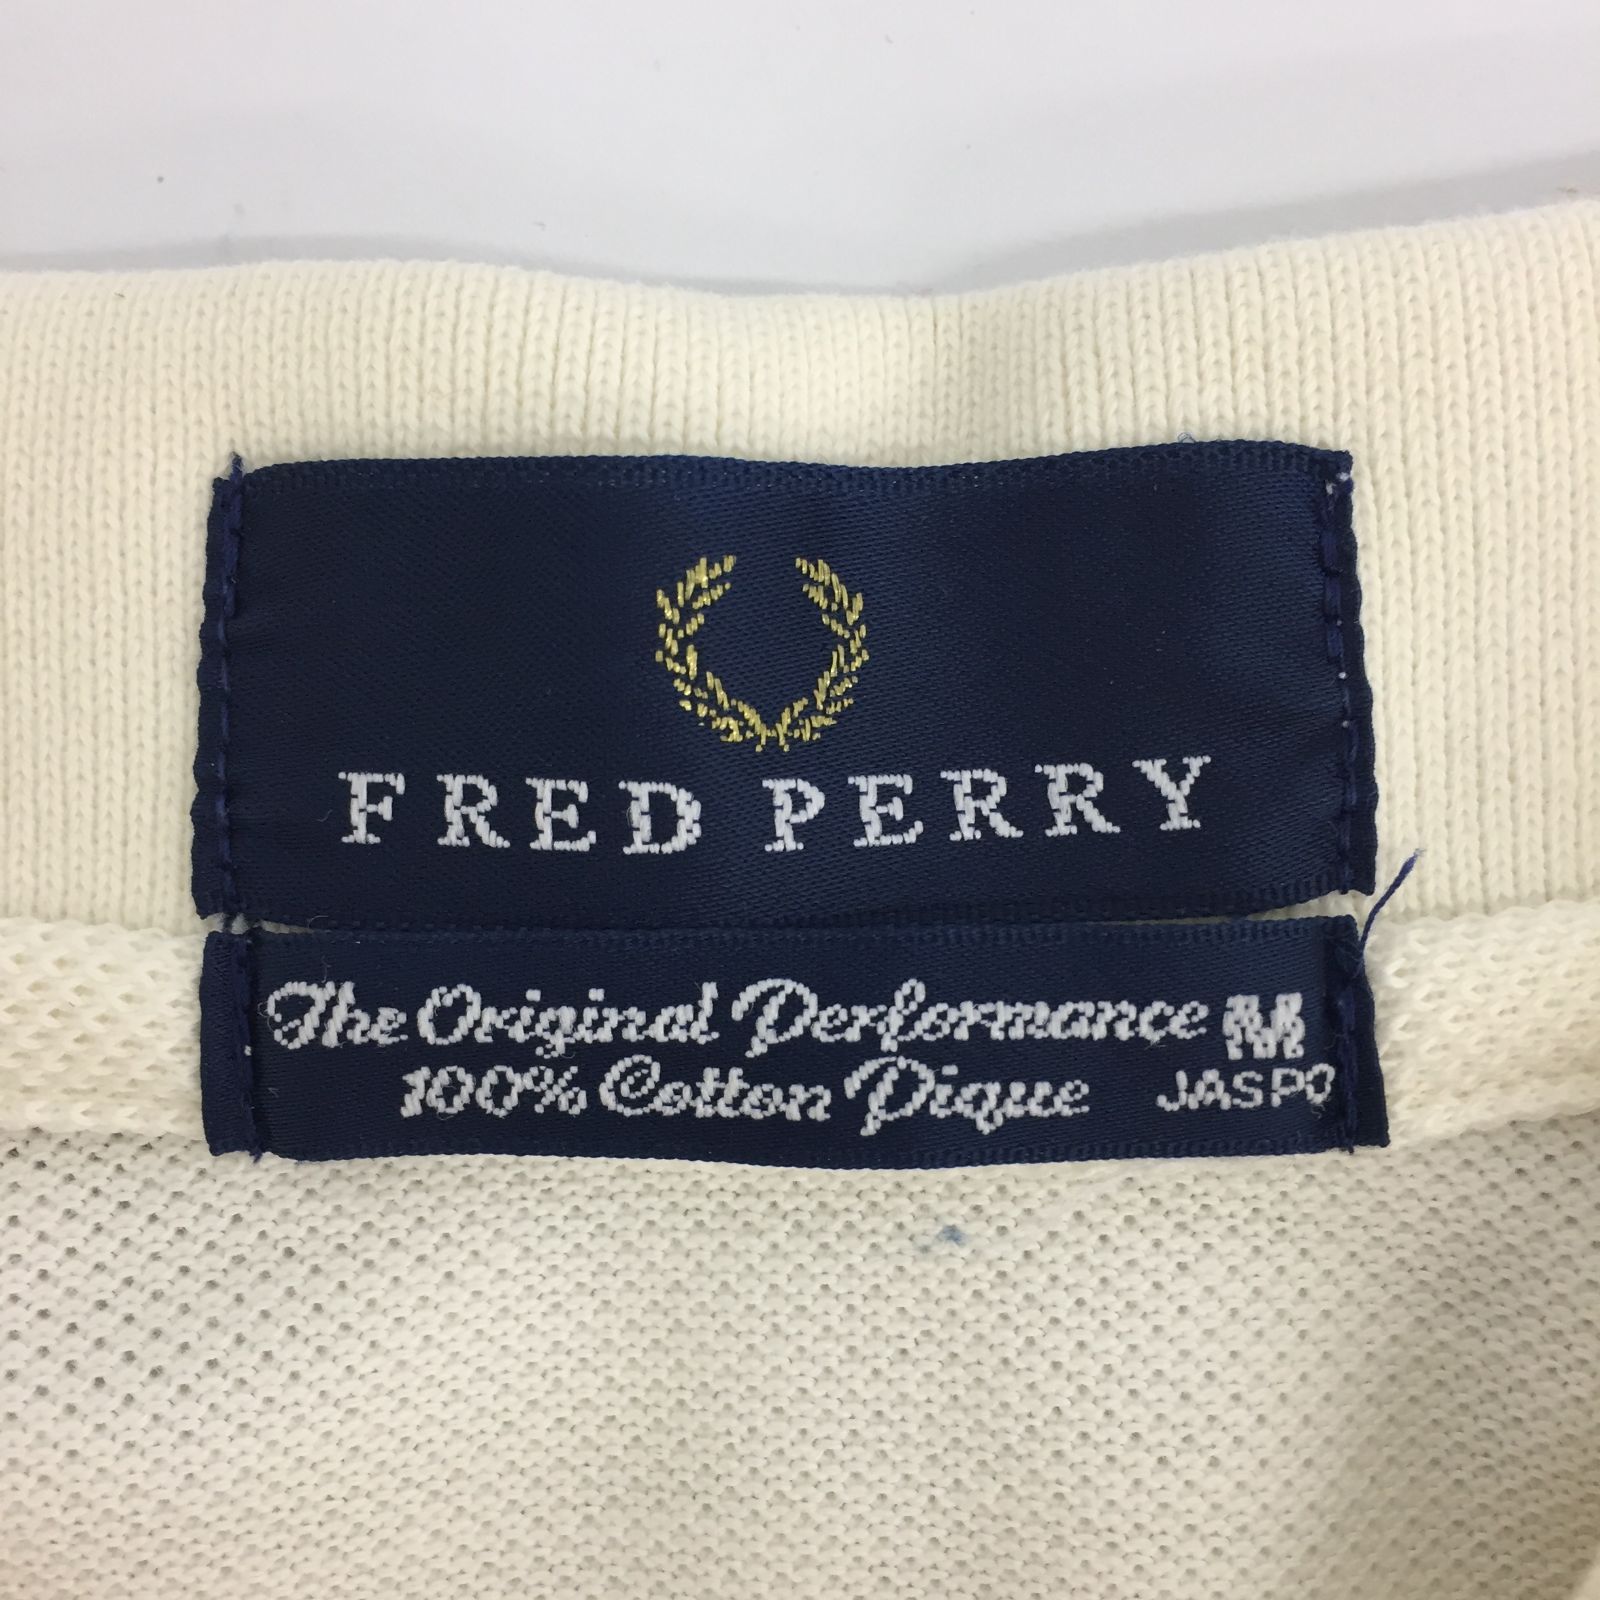 FRED PERRY
The Original Performance M
100% Cotton Pique JASPO